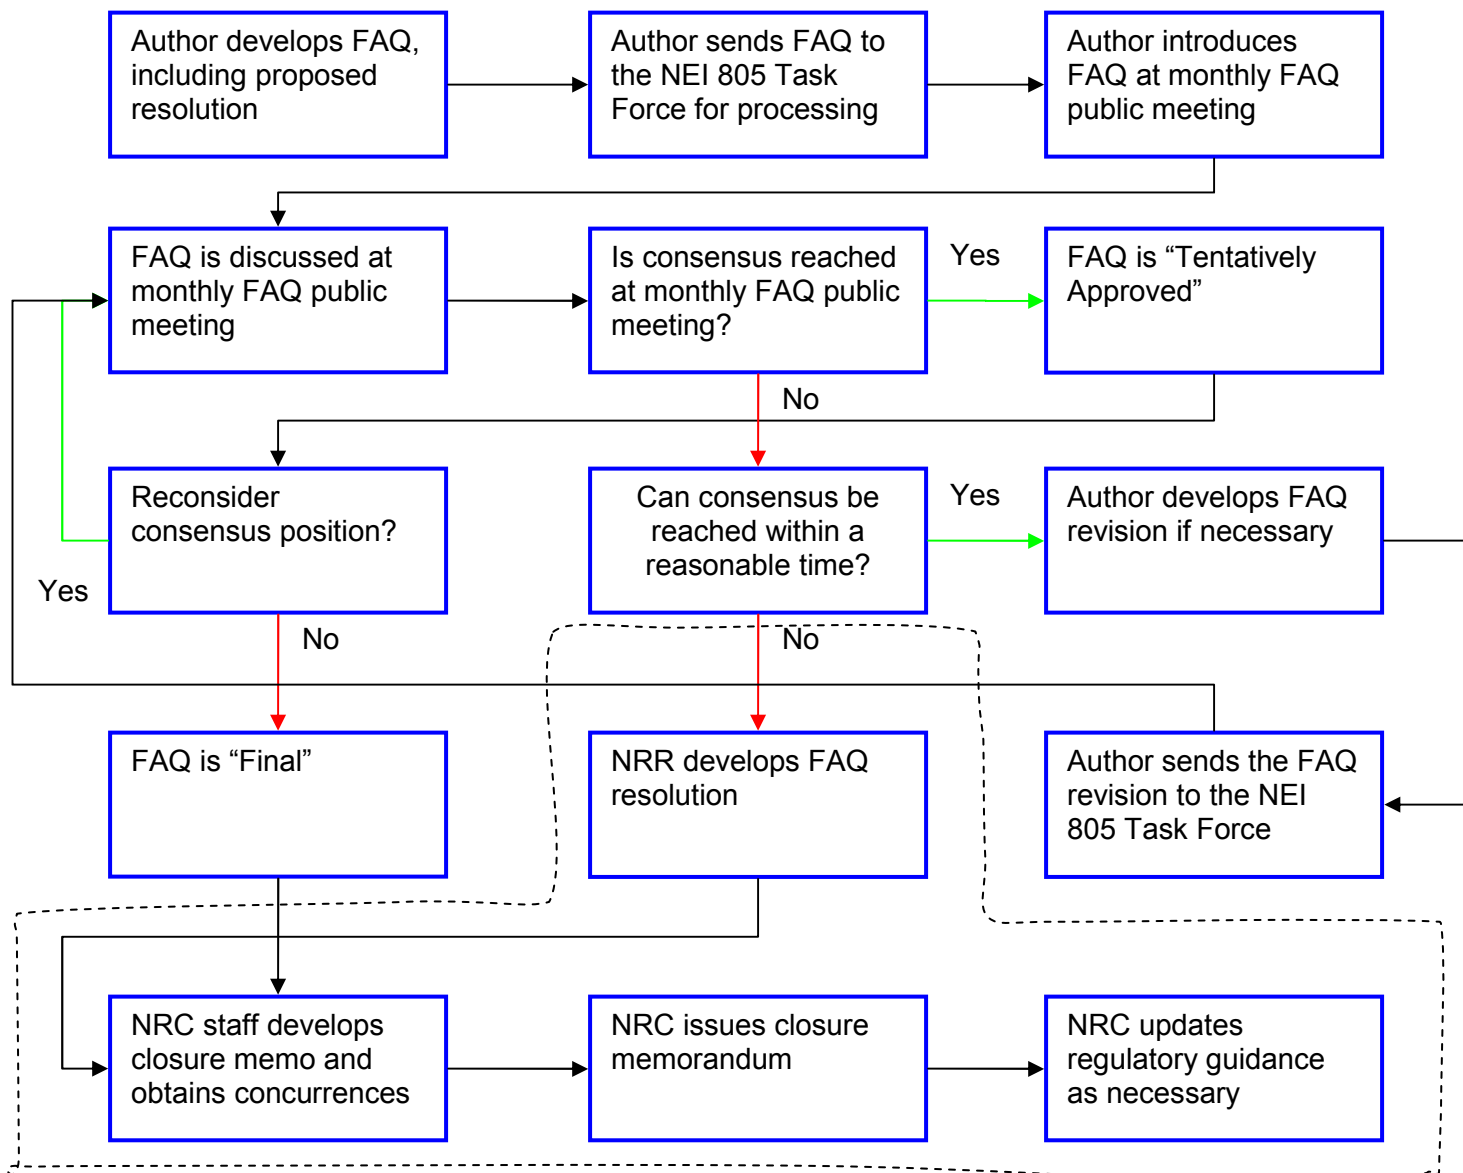 Author develops FAQ,
including proposed
resolution
Author sends FAQ to
the NEI 805 Task
Force for processing
Author introduces
FAQ at monthly FAQ
public meeting
FAQ is discussed at
monthly FAQ public
meeting
Is consensus reached
at monthly FAQ public
meeting?
Yes
FAQ is “Tentatively
Approved”
No
Reconsider
consensus position?
Can consensus be
reached within a
reasonable time?
Yes
Author develops FAQ
revision if necessary
Yes
No
No
FAQ is “Final”
NRR develops FAQ
resolution
Author sends the FAQ
revision to the NEI
805 Task Force
NRC staff develops
closure memo and
obtains concurrences
NRC issues closure
memorandum
NRC updates
regulatory guidance
as necessary